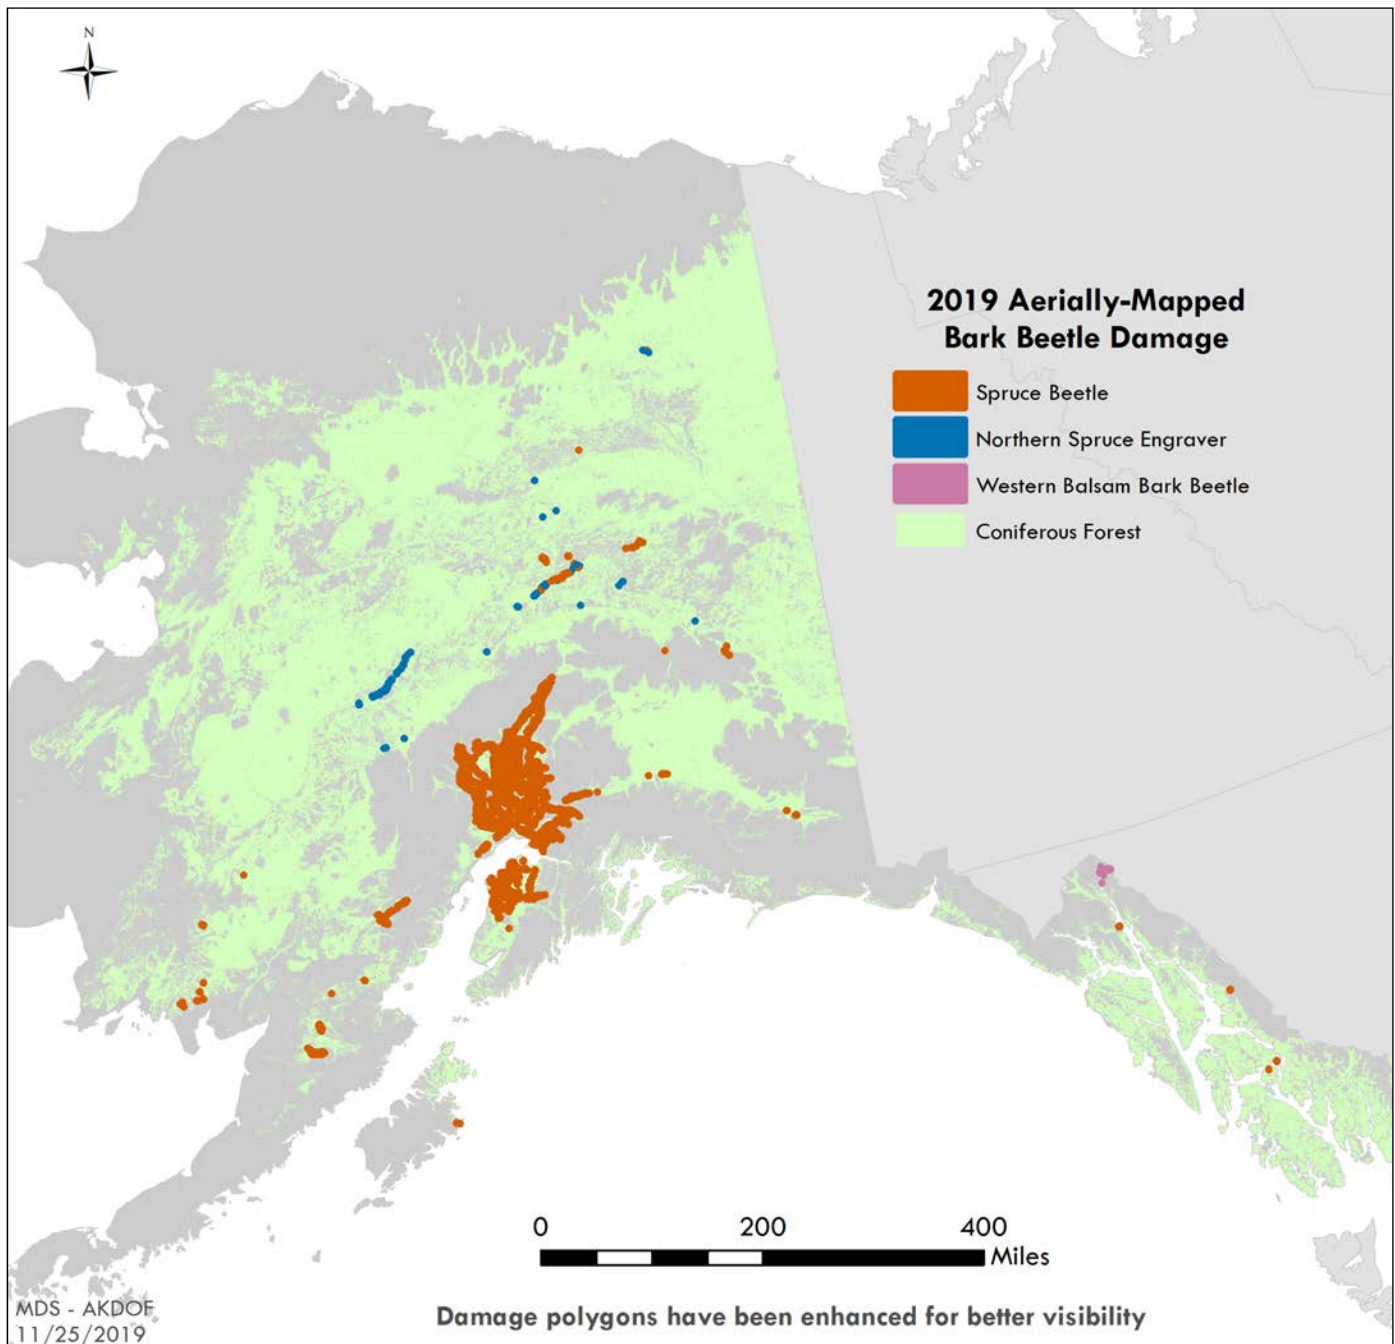 N
2019 Aerially-Mapped
Bark Beetle Damage
Spruce Beetle
Northern Spruce Engraver
Western Balsam Bark Beetle
Coniferous Forest
0 200 400
Miles
MDS - AKDOF
11/25/2019
Damage polygons have been enhanced for better visibility